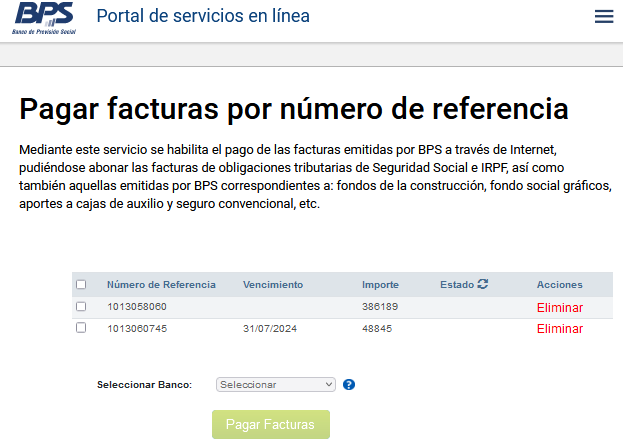 BPS
Banco de Previsión Social
Portal de servicios en línea
Pagar facturas por número de referencia
Mediante este servicio se habilita el pago de las facturas emitidas por BPS a través de Internet,
pudiéndose abonar las facturas de obligaciones tributarias de Seguridad Social e IRPF, así como
también aquellas emitidas por BPS correspondientes a: fondos de la construcción, fondo social gráficos,
aportes a cajas de auxilio y seguro convencional, etc.
Número de Referencia Vencimiento Importe Estado Acciones
1013058060 386189 Eliminar
1013060745 31/07/2024 48845 Eliminar
Seleccionar Banco: Seleccionar ?
Pagar Facturas